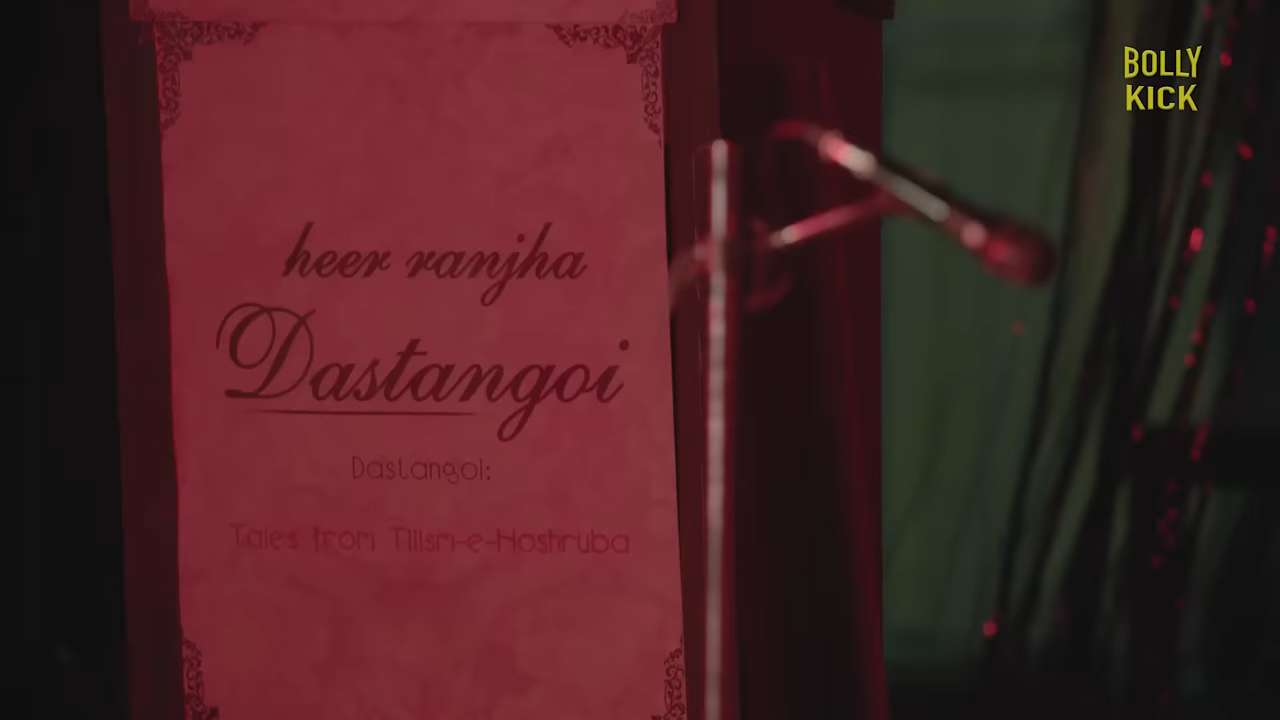 BOLLY
KICK
heer ranjha
Dastangoi
Dastangoi:
Tales from Tilism-e-Hoshruba